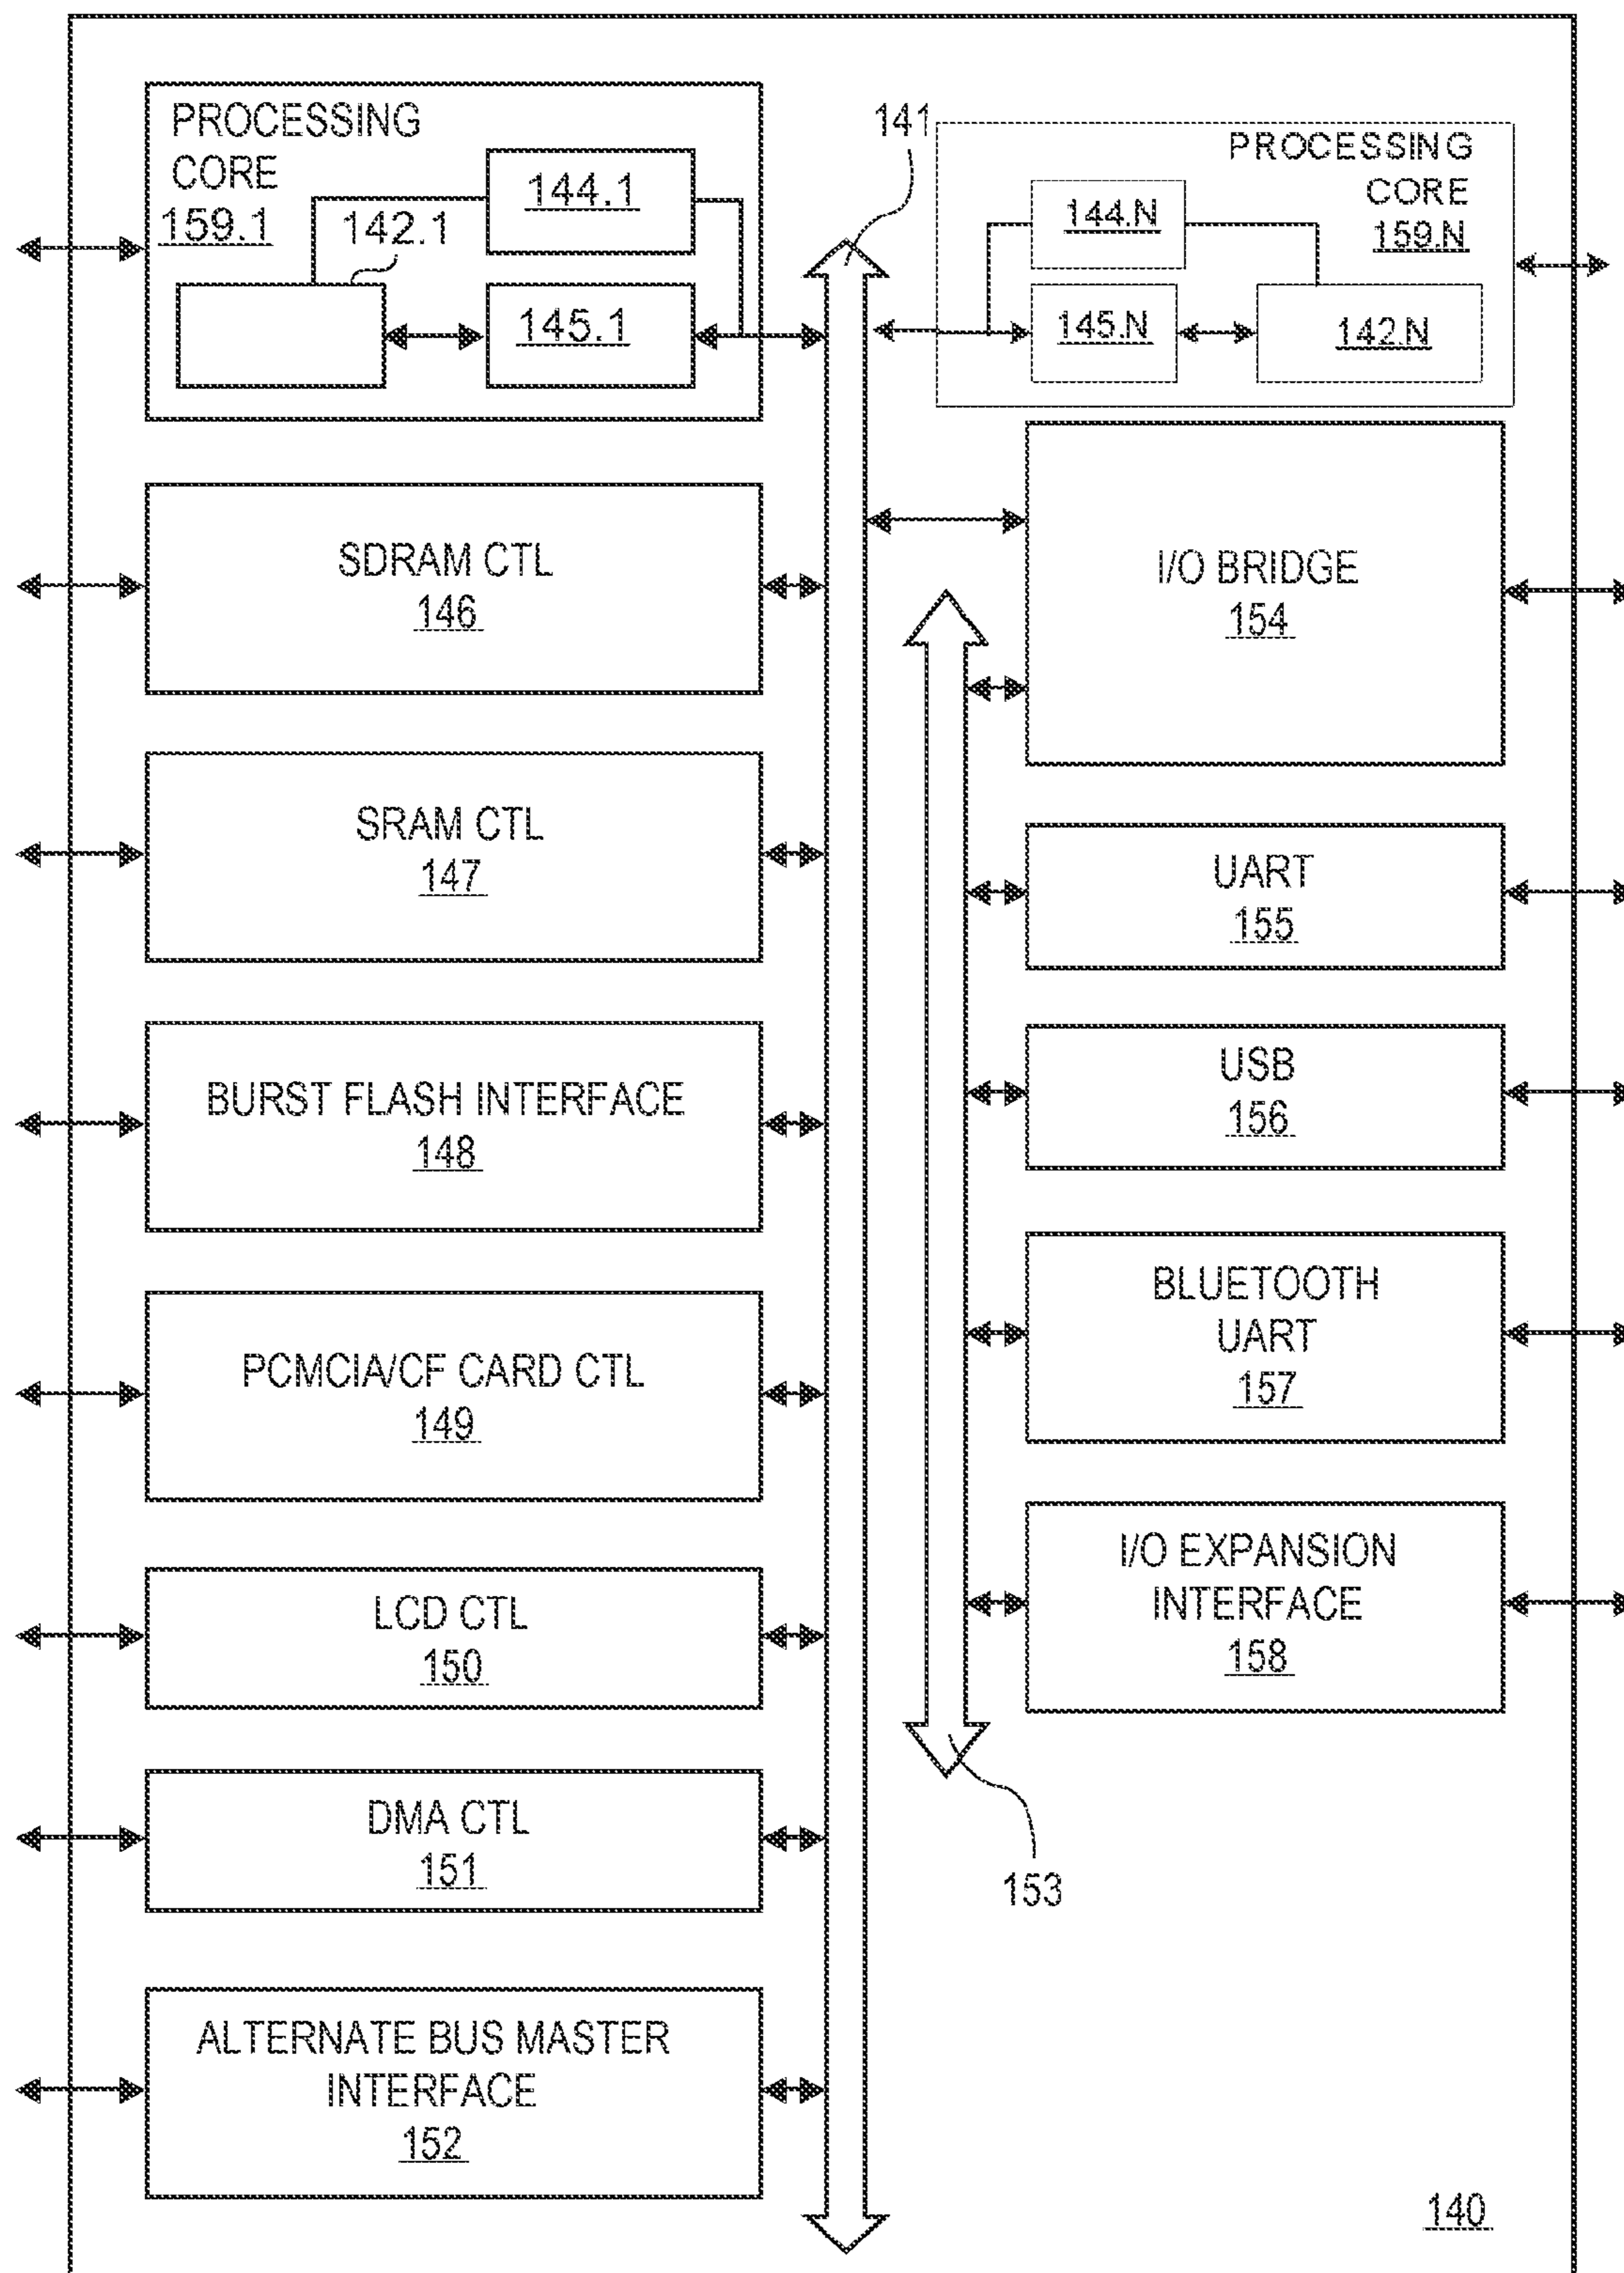 PROCESSING
CORE
159.1
142.1
144.1
145.1
141
PROCESSING
CORE
159.N
144.N
145.N
142.N
SDRAM CTL
146
SRAM CTL
147
BURST FLASH INTERFACE
148
PCMCIA/CF CARD CTL
149
LCD CTL
150
DMA CTL
151
ALTERNATE BUS MASTER
INTERFACE
152
I/O BRIDGE
154
UART
155
USB
156
BLUETOOTH
UART
157
I/O EXPANSION
INTERFACE
158
153
140